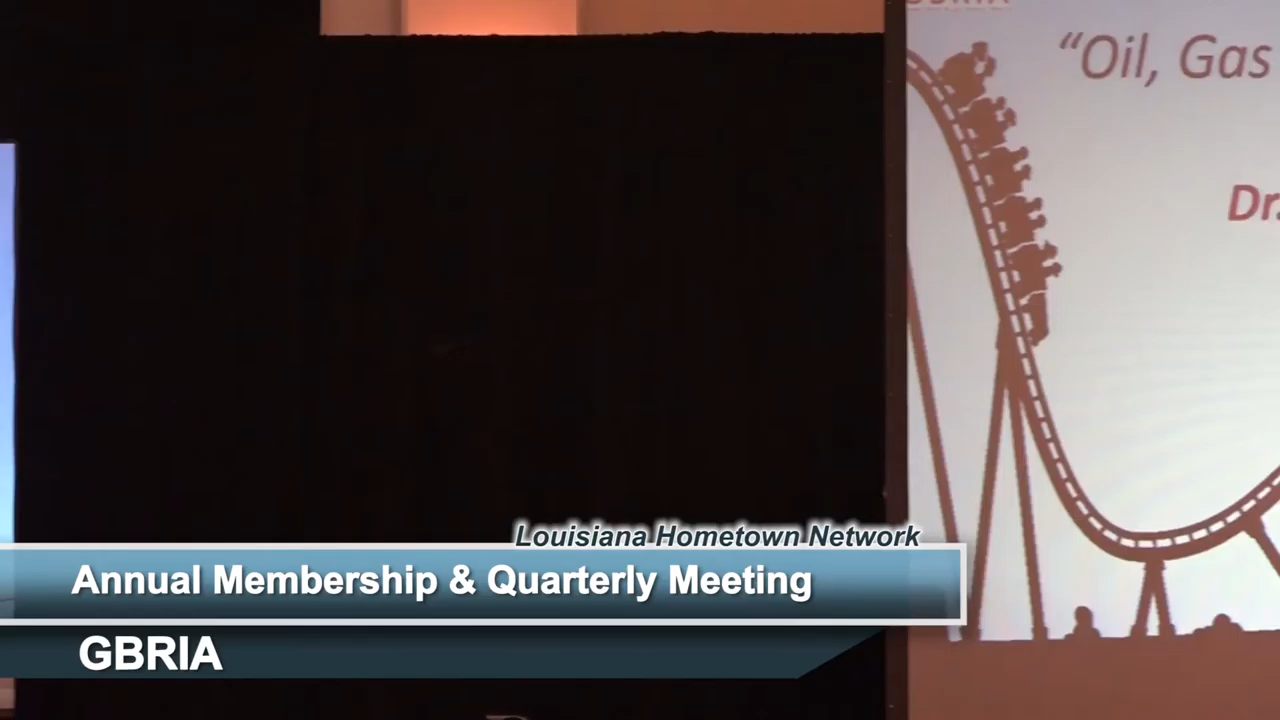 “Oil, Gas
Dr.
Louisiana Hometown Network
Annual Membership & Quarterly Meeting
GBRIA